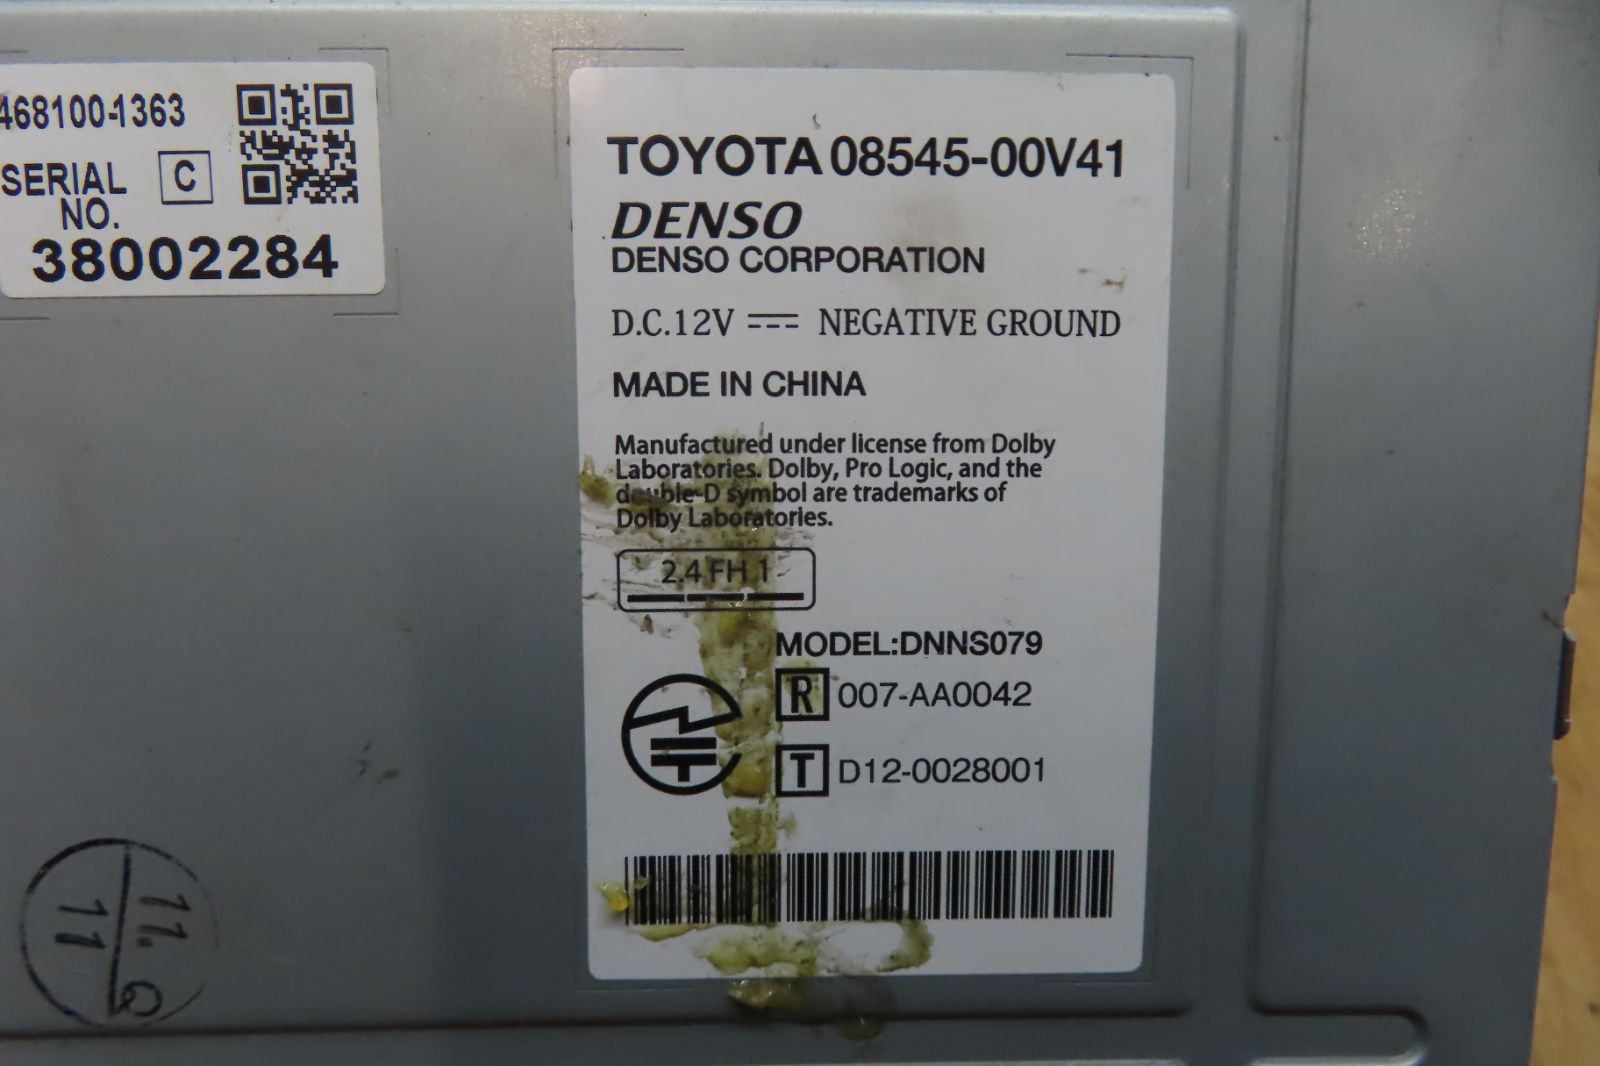 468100-1363
SERIAL C
NO.
38002284
TOYOTA 08545-00V41
DENSO
DENSO CORPORATION
D.C.12V NEGATIVE GROUND
MADE IN CHINA
Manufactured under license from Dolby
Laboratories. Dolby, Pro Logic, and the
double-D symbol are trademarks of
Dolby Laboratories.
2.4 FH 1
MODEL:DNNS079
R 007-AA0042
T D12-0028001
11.
11